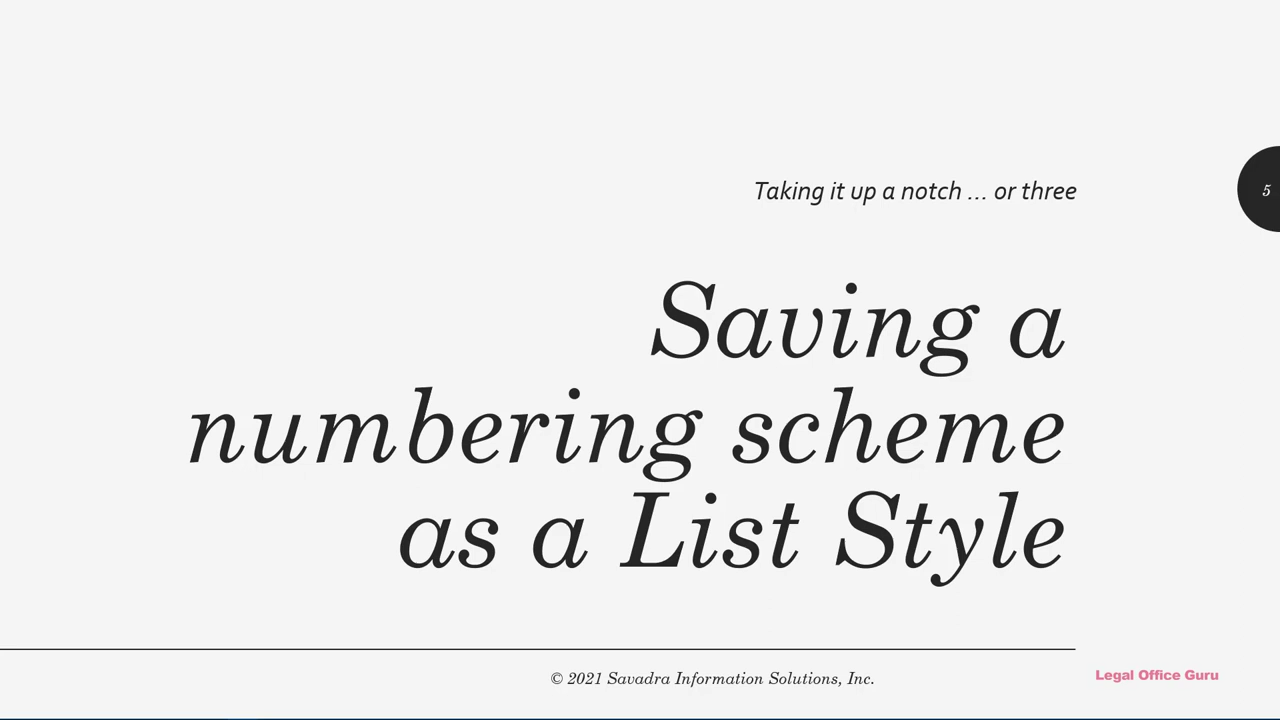 Taking it up a notch ... or three
5
Saving a
numbering scheme
as a List Style
© 2021 Savadra Information Solutions, Inc.
Legal Office Guru